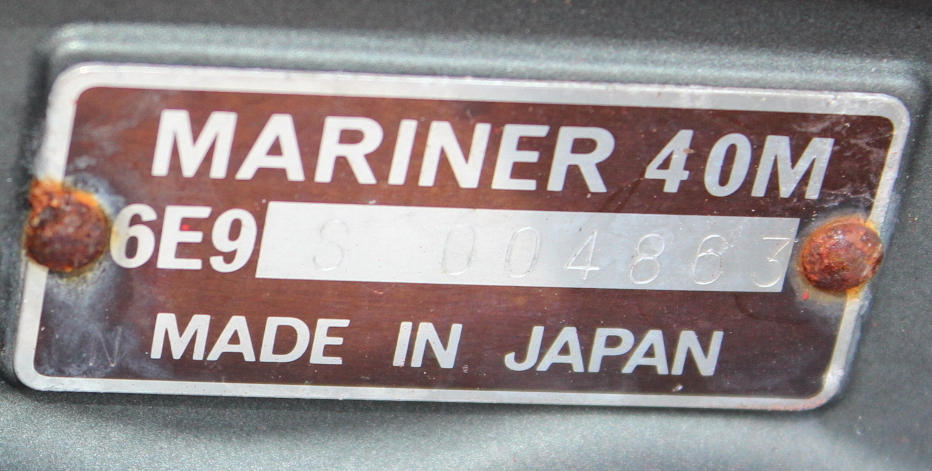 MARINER 40M
6E9 S 004863
MADE IN JAPAN